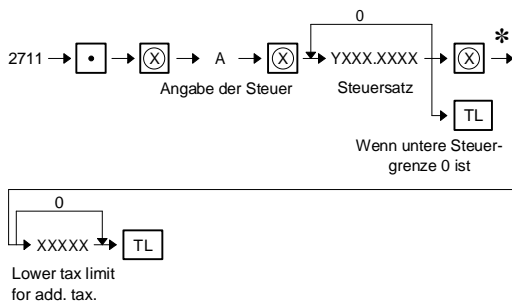 0
2711 • X A X YXXX.XXXX X *
Angabe der Steuer Steuersatz
TL
Wenn untere Steuer-
grenze 0 ist
0
XXXXX TL
Lower tax limit
for add. tax.